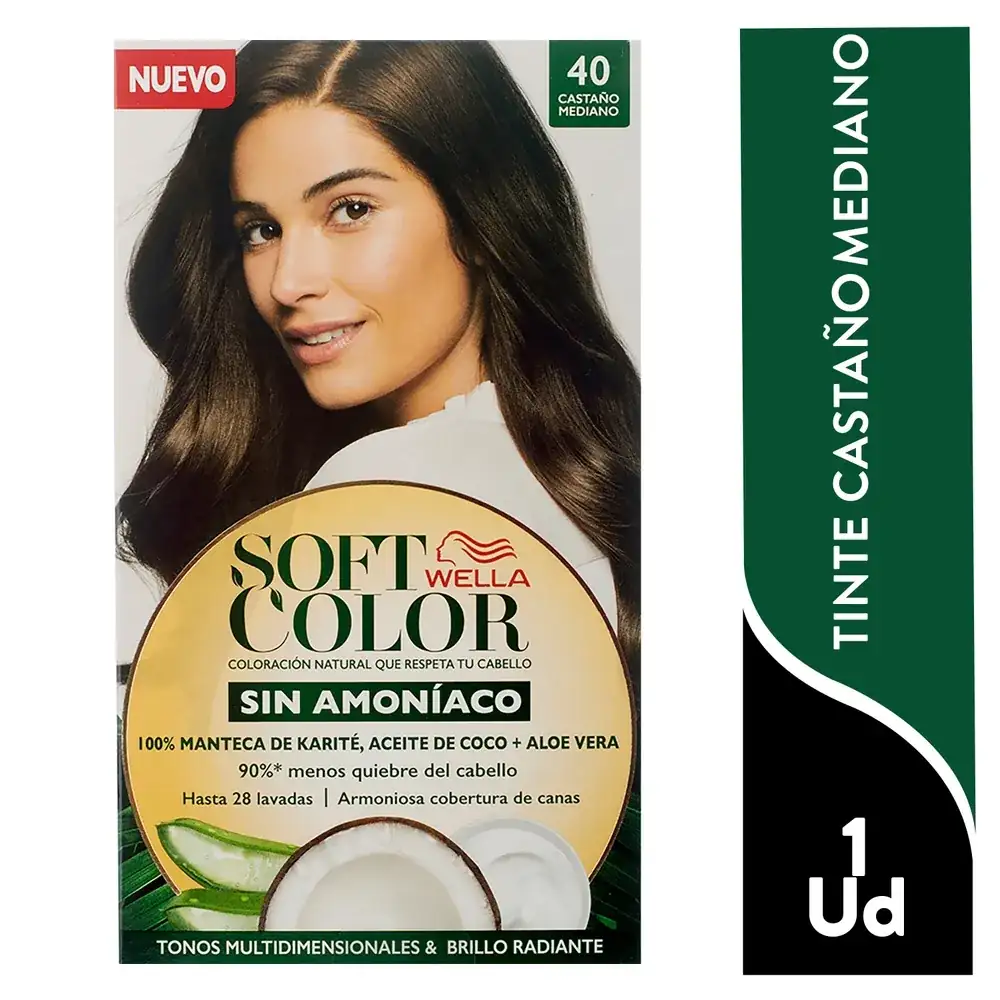 NUEVO
40
CASTAÑO
MEDIANO
SOFT
WELLA
COLOR
COLORACIÓN NATURAL QUE RESPETA TU CABELLO
SIN AMONÍACO
100% MANTECA DE KARITÉ, ACEITE DE COCO + ALOE VERA
90%* menos quiebre del cabello
Hasta 28 lavadas | Armoniosa cobertura de canas
TONOS MULTIDIMENSIONALES & BRILLO RADIANTE
TINTE CASTAÑO MEDIANO
1
Ud